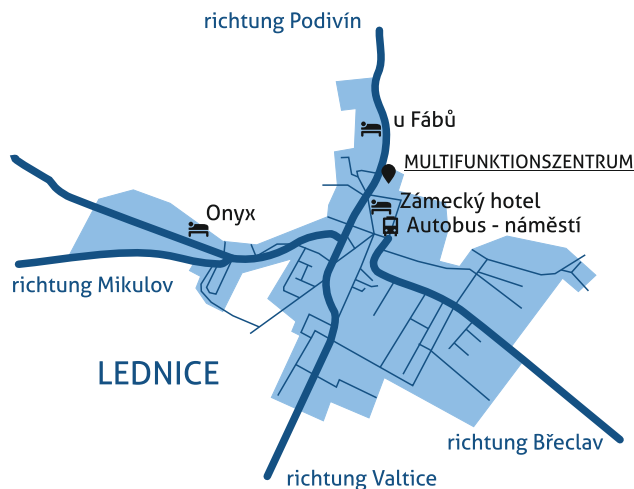 richtung Podivín
u Fábů
MULTIFUNKTIONSZENTRUM
Zámecký hotel
Onyx
Autobus - náměstí
richtung Mikulov
LEDNICE
richtung Břeclav
richtung Valtice